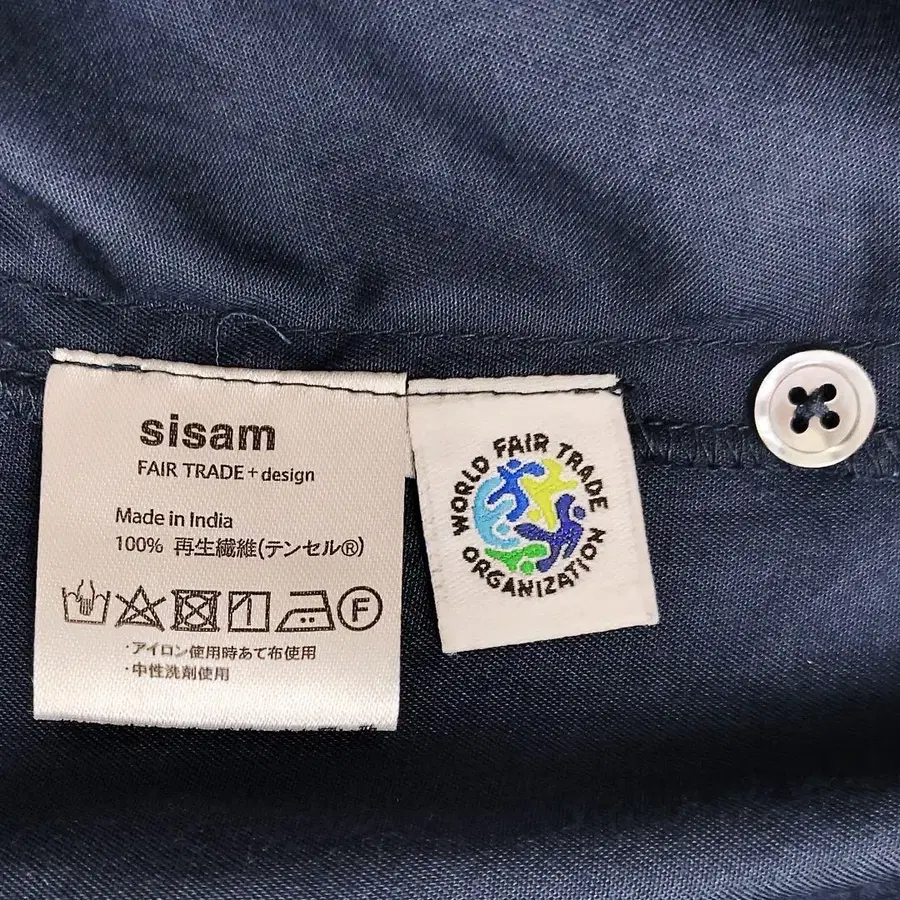 sisam
FAIR TRADE + design
Made in India
100% 再生繊維(テンセル®)
F
・アイロン使用時あて布使用
・中性洗剤使用
WORLD FAIR TRADE
ORGANIZATION